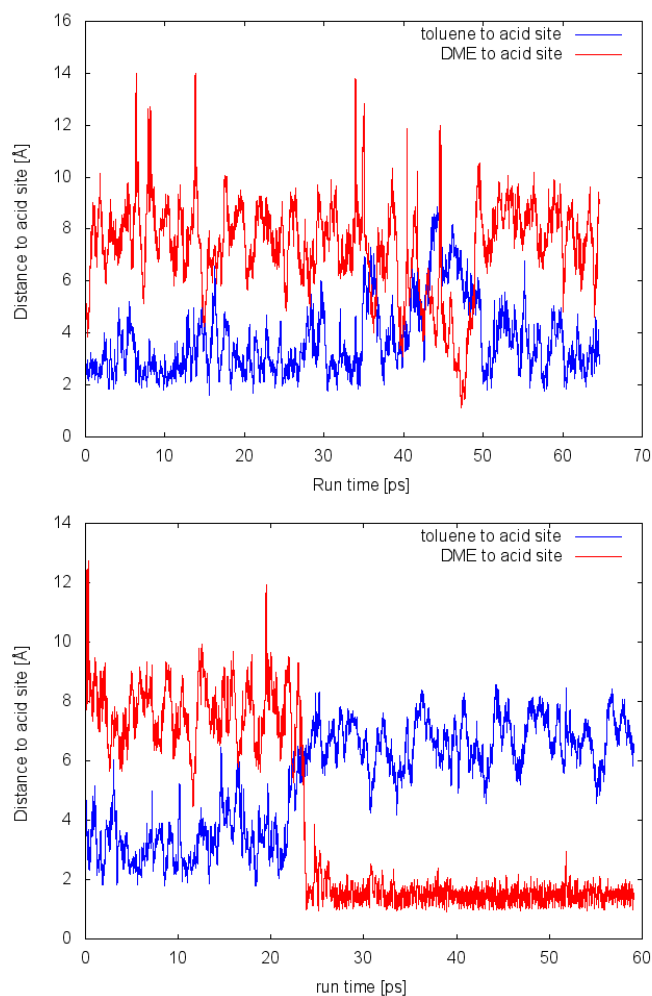 16
14
12
10
8
6
4
2
0
Distance to acid site [Å]
toluene to acid site
DME to acid site
0 10 20 30 40 50 60 70
Run time [ps]
14
12
10
8
6
4
2
0
Distance to acid site [Å]
toluene to acid site
DME to acid site
0 10 20 30 40 50 60
run time [ps]